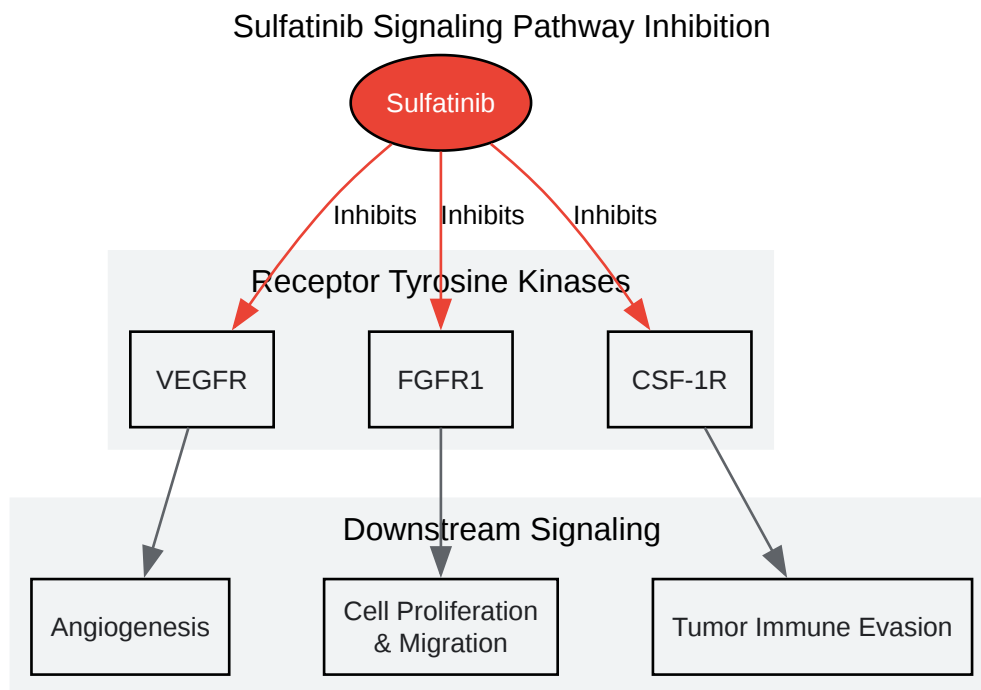 Sulfatinib Signaling Pathway Inhibition
Sulfatinib
Inhibits
Inhibits
Inhibits
Receptor Tyrosine Kinases
VEGFR
FGFR1
CSF-1R
Downstream Signaling
Angiogenesis
Cell Proliferation
& Migration
Tumor Immune Evasion